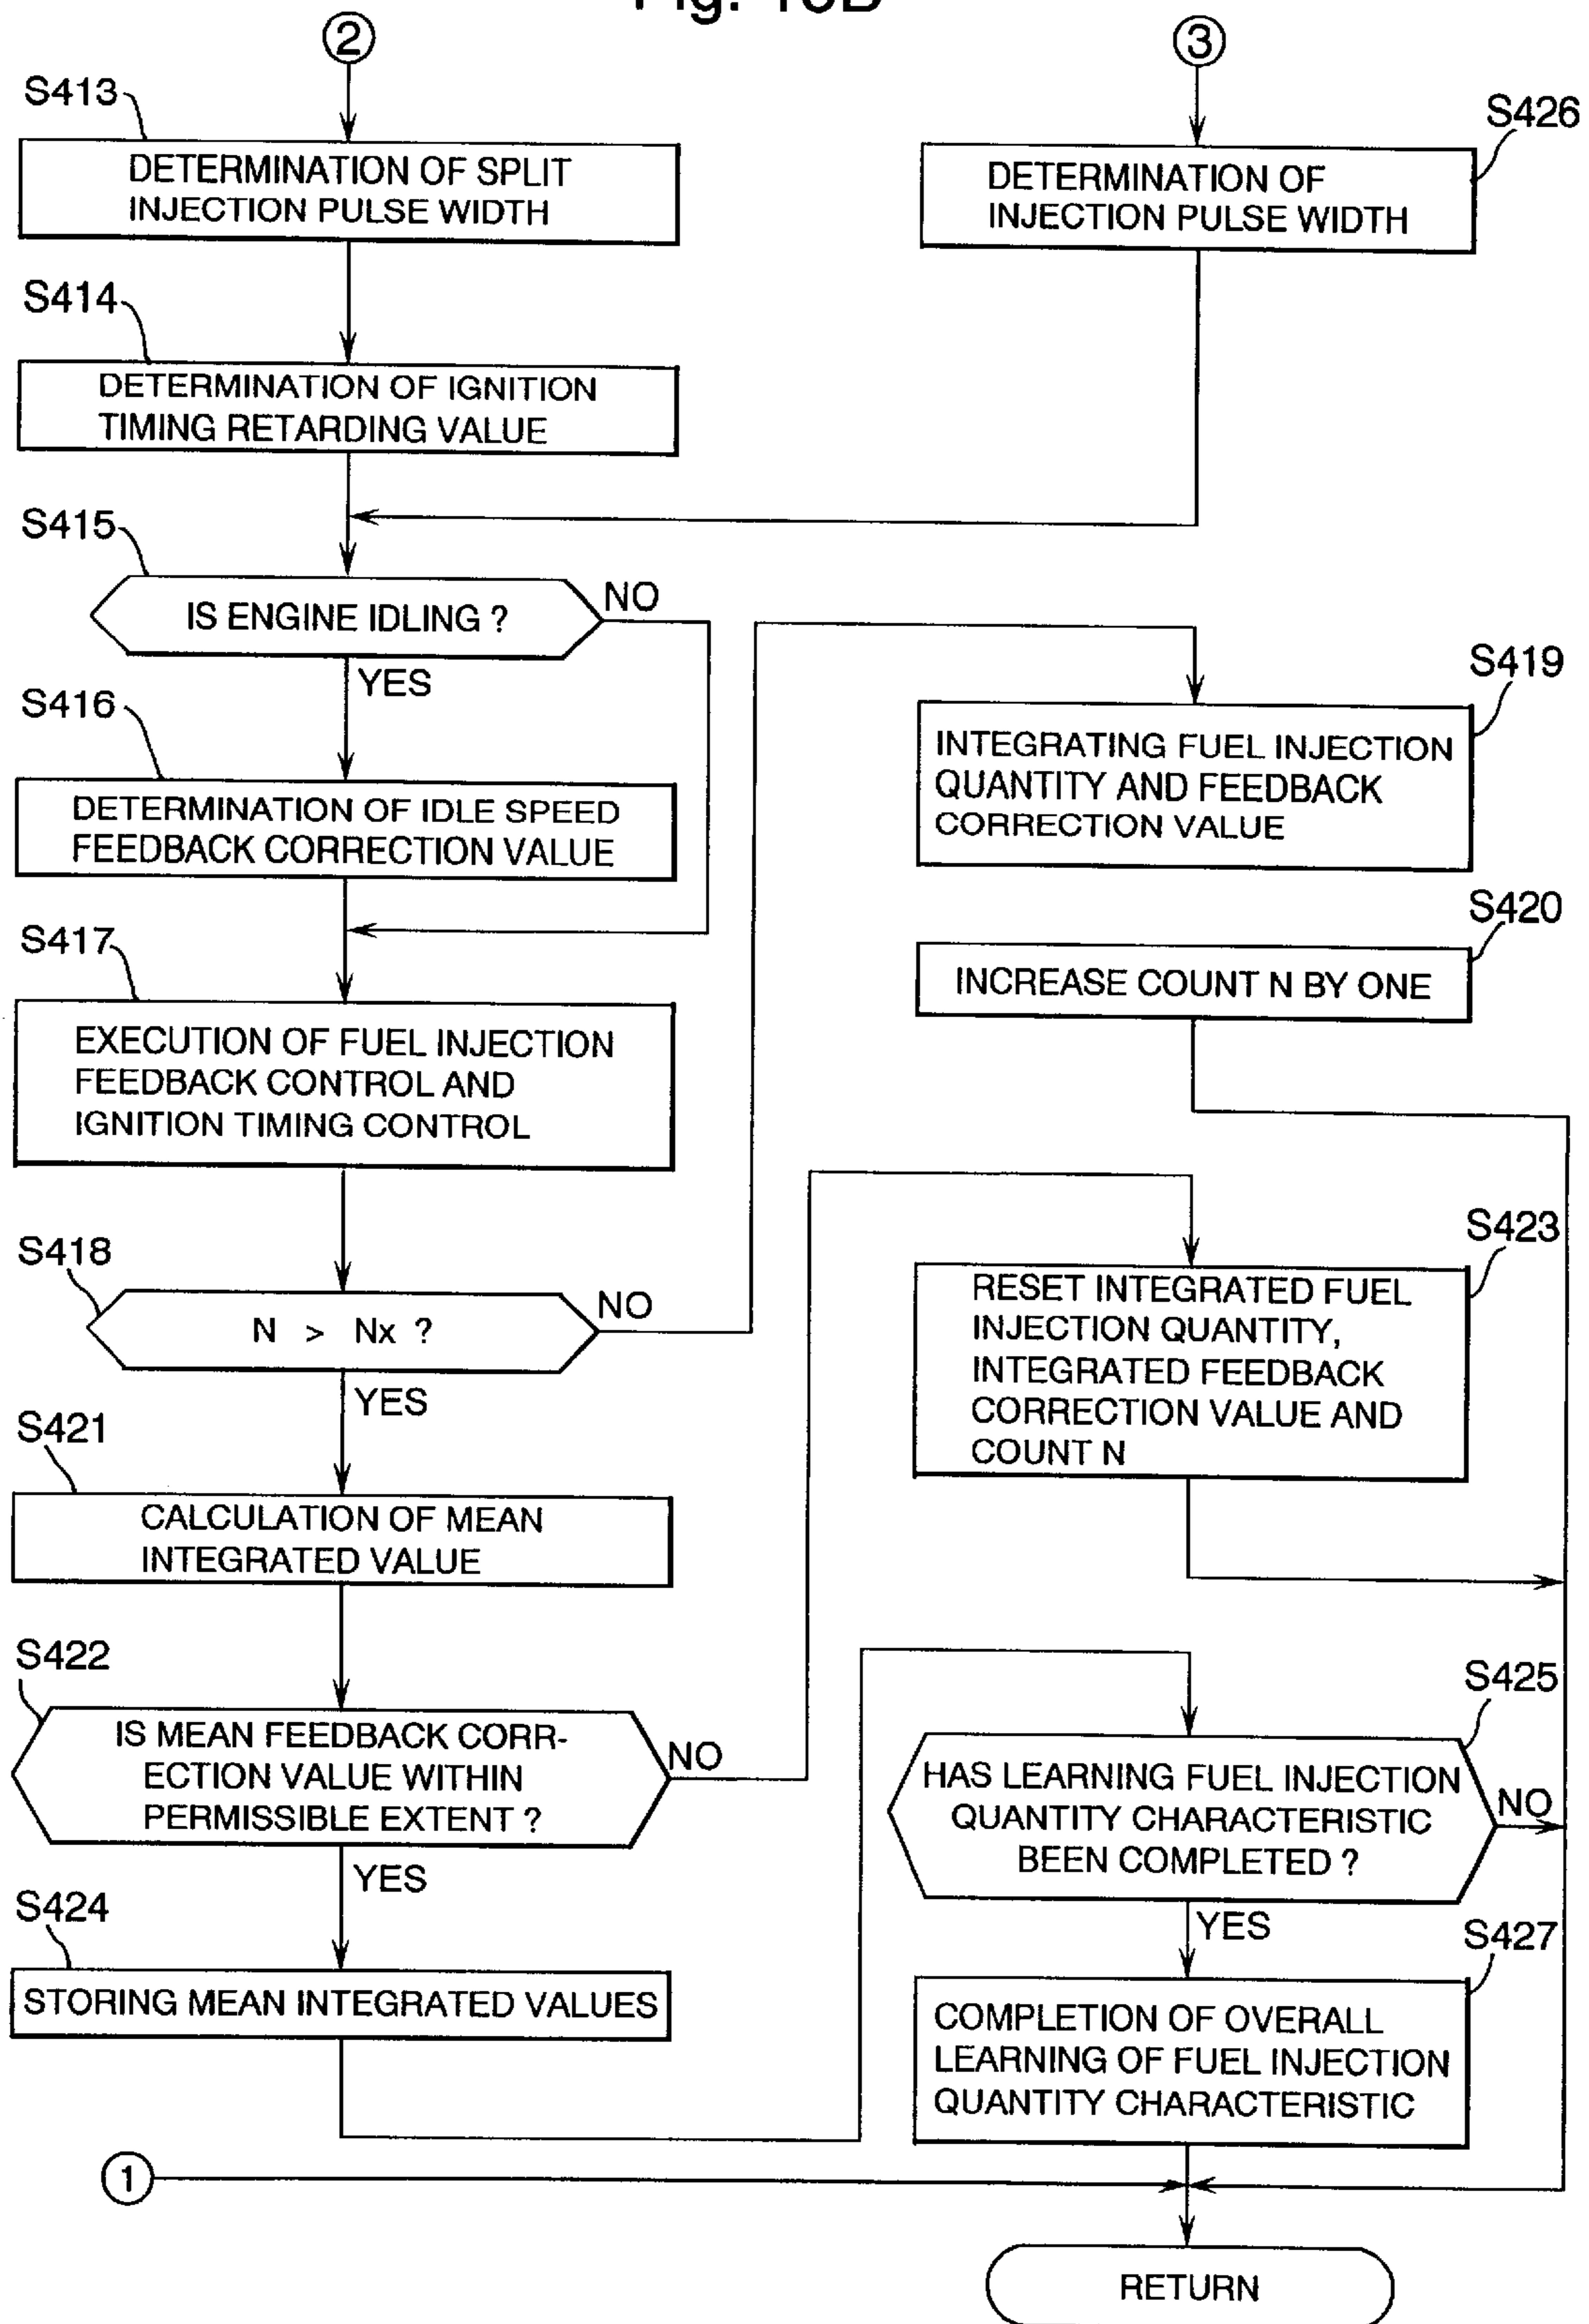 ②
③
S413
DETERMINATION OF SPLIT
INJECTION PULSE WIDTH
S426
DETERMINATION OF
INJECTION PULSE WIDTH
S414
DETERMINATION OF IGNITION
TIMING RETARDING VALUE
S415
IS ENGINE IDLING ?
NO
YES
S416
DETERMINATION OF IDLE SPEED
FEEDBACK CORRECTION VALUE
S419
INTEGRATING FUEL INJECTION
QUANTITY AND FEEDBACK
CORRECTION VALUE
S417
EXECUTION OF FUEL INJECTION
FEEDBACK CONTROL AND
IGNITION TIMING CONTROL
S420
INCREASE COUNT N BY ONE
S418
N > Nx ?
NO
YES
S423
RESET INTEGRATED FUEL
INJECTION QUANTITY,
INTEGRATED FEEDBACK
CORRECTION VALUE AND
COUNT N
S421
CALCULATION OF MEAN
INTEGRATED VALUE
S422
IS MEAN FEEDBACK CORR-
ECTION VALUE WITHIN
PERMISSIBLE EXTENT ?
NO
YES
S425
HAS LEARNING FUEL INJECTION
QUANTITY CHARACTERISTIC
BEEN COMPLETED ?
NO
YES
S424
STORING MEAN INTEGRATED VALUES
S427
COMPLETION OF OVERALL
LEARNING OF FUEL INJECTION
QUANTITY CHARACTERISTIC
①
RETURN